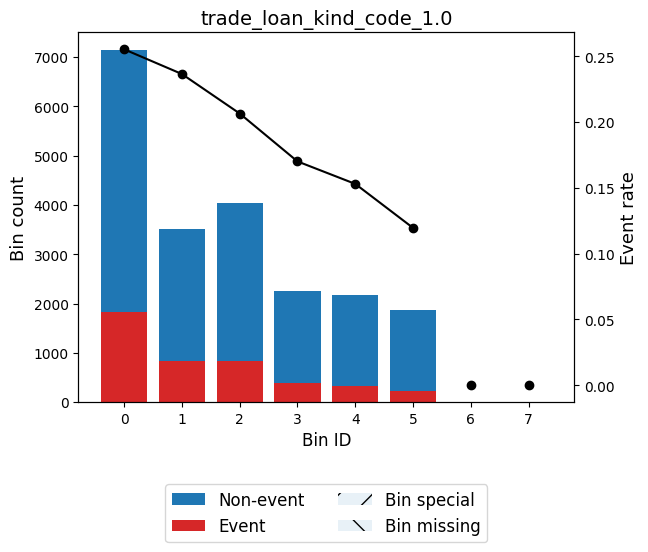 trade_loan_kind_code_1.0
7000
6000
5000
4000
3000
2000
1000
0
Bin count
0.25
0.20
0.15
0.10
0.05
0.00
Event rate
0 1 2 3 4 5 6 7
Bin ID
Non-event
Event
Bin special
Bin missing